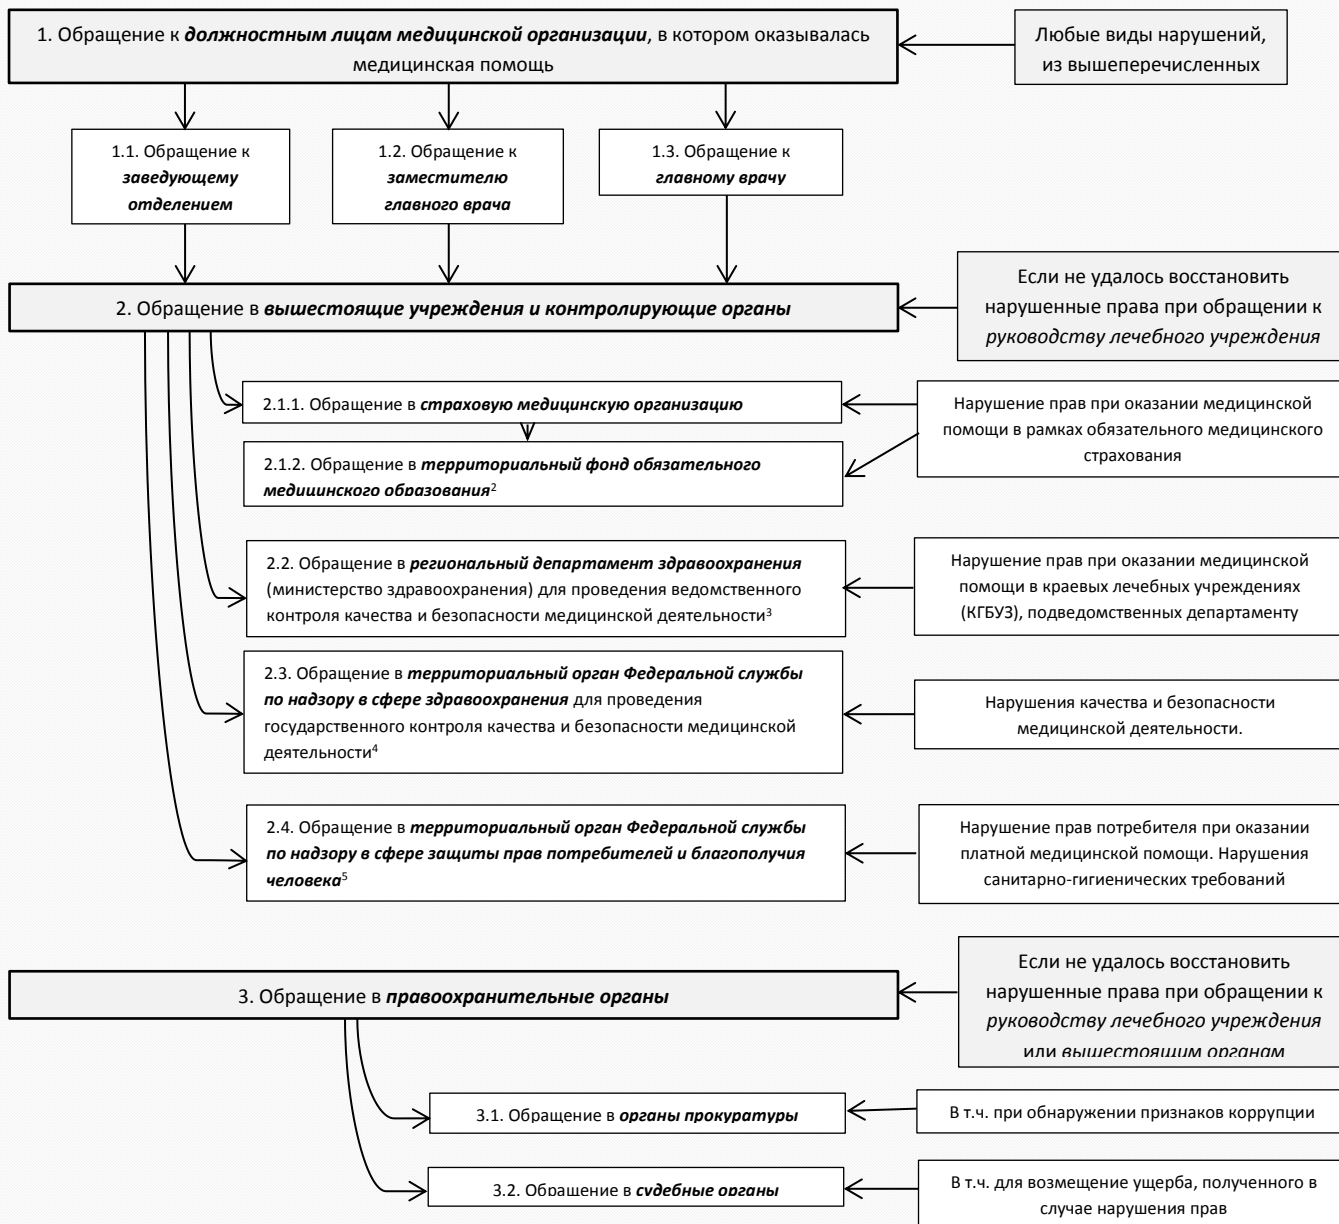 1. Обращение к должностным лицам медицинской организации, в котором оказывалась
медицинская помощь
Любые виды нарушений,
из вышеперечисленных
1.1. Обращение к
заведующему
отделением
1.2. Обращение к
заместителю
главного врача
1.3. Обращение к
главному врачу
2. Обращение в вышестоящие учреждения и контролирующие органы
Если не удалось восстановить
нарушенные права при обращении к
руководству лечебного учреждения
2.1.1. Обращение в страховую медицинскую организацию
2.1.2. Обращение в территориальный фонд обязательного
медицинского образования²
Нарушение прав при оказании медицинской
помощи в рамках обязательного медицинского
страхования
2.2. Обращение в региональный департамент здравоохранения
(министерство здравоохранения) для проведения ведомственного
контроля качества и безопасности медицинской деятельности³
Нарушение прав при оказании медицинской
помощи в краевых лечебных учреждениях
(КГБУЗ), подведомственных департаменту
2.3. Обращение в территориальный орган Федеральной службы
по надзору в сфере здравоохранения для проведения
государственного контроля качества и безопасности медицинской
деятельности⁴
Нарушения качества и безопасности
медицинской деятельности.
2.4. Обращение в территориальный орган Федеральной службы
по надзору в сфере защиты прав потребителей и благополучия
человека⁵
Нарушение прав потребителя при оказании
платной медицинской помощи. Нарушения
санитарно-гигиенических требований
3. Обращение в правоохранительные органы
Если не удалось восстановить
нарушенные права при обращении к
руководству лечебного учреждения
или вышестоящим органам
3.1. Обращение в органы прокуратуры
В т.ч. при обнаружении признаков коррупции
3.2. Обращение в судебные органы
В т.ч. для возмещение ущерба, полученного в
случае нарушения прав